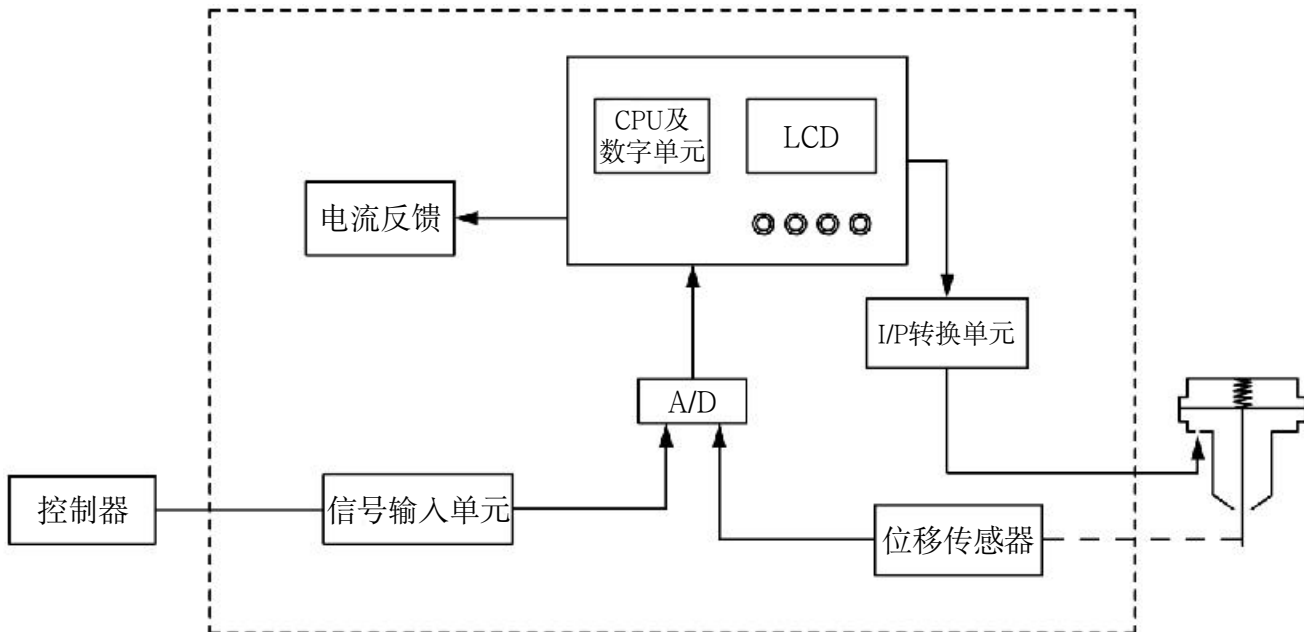 CPU及
数字单元
LCD
电流反馈
I/P转换单元
A/D
控制器
信号输入单元
位移传感器